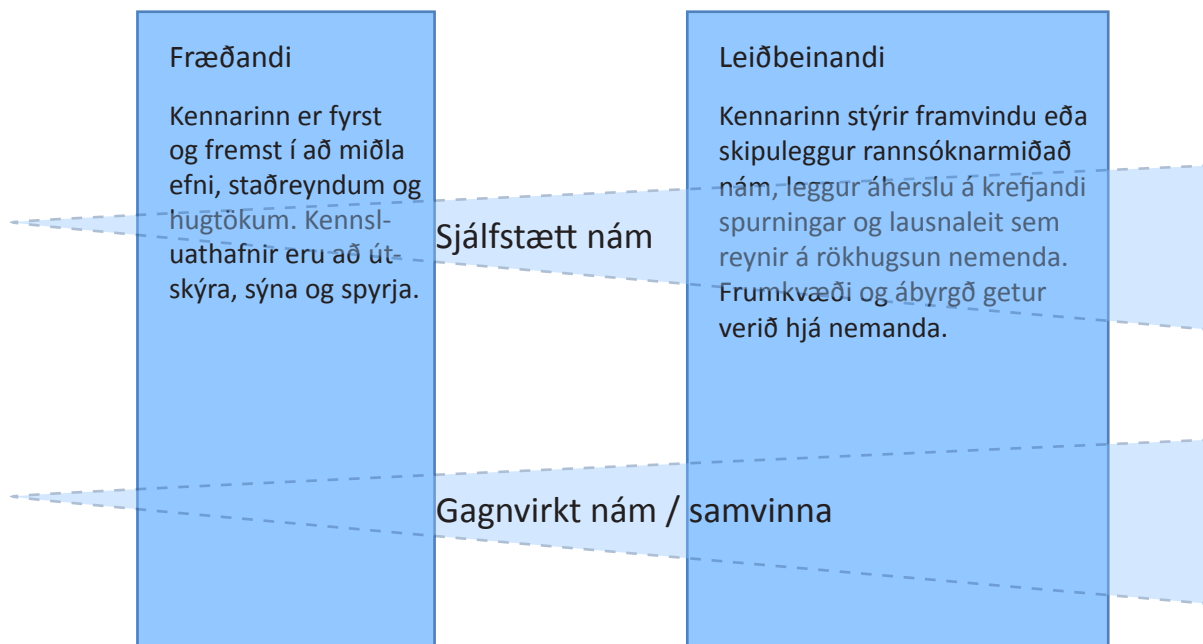 Fræðandi
Kennarinn er fyrst
og fremst í að miðla
efni, staðreyndum og
hugtökum. Kennsl-
uathafnir eru að út-
skýra, sýna og spyrja.
Leiðbeinandi
Kennarinn stýrir framvindu eða
skipuleggur rannsóknarmiðað
nám, leggur áherslu á krefjandi
spurningar og lausnaleit sem
reynir á rökhugsun nemenda.
Frumkvæði og ábyrgð getur
verið hjá nemanda.
Sjálfstætt nám
Gagnvirkt nám / samvinna